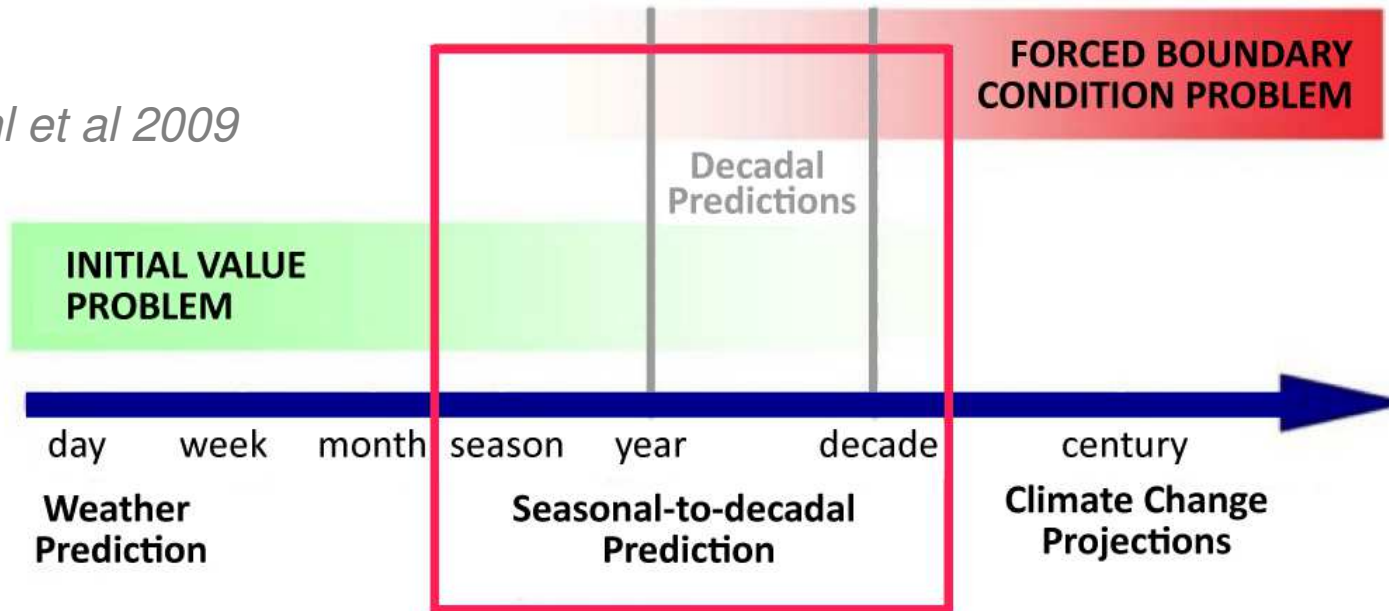 FORCED BOUNDARY
CONDITION PROBLEM
et al 2009
Decadal
Predictions
INITIAL VALUE
PROBLEM
day week month season year decade century
Weather
Prediction
Seasonal-to-decadal
Prediction
Climate Change
Projections